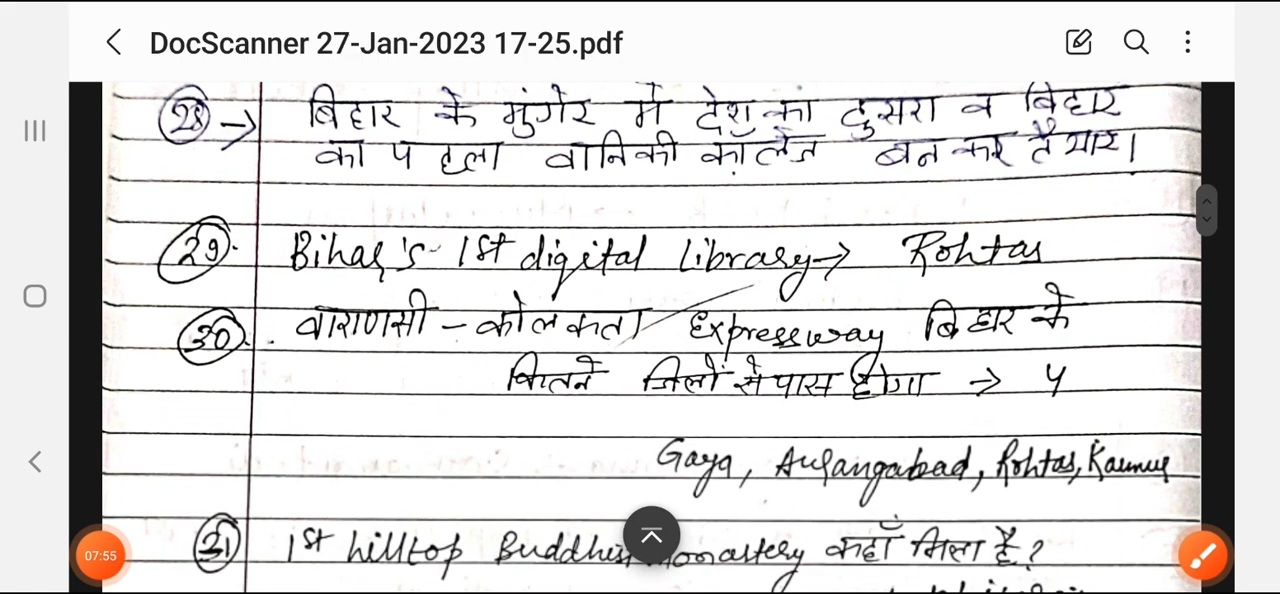 DocScanner 27-Jan-2023 17-25.pdf
28 → बिहार के मुंगेर में देश का दुसरा व बिहार
का पहला वानिकी कॉलेज बन कर तैयार।
29. Bihar's 1st digital Library → Rohtas
30. वाराणसी - कोलकता Expressway बिहार के
कितने जिलों से पास होगा → 4
Gaya, Aurangabad, Rohtas, Kaimur
31 1st hilltop Buddhist monastery कहाँ मिला है?
07:55